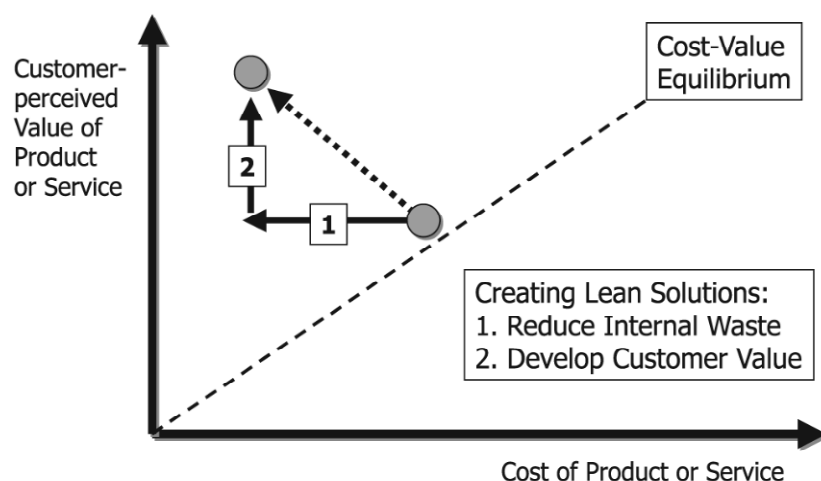 Customer-
perceived
Value of
Product
or Service
Cost-Value
Equilibrium
2
1
Creating Lean Solutions:
1. Reduce Internal Waste
2. Develop Customer Value
Cost of Product or Service